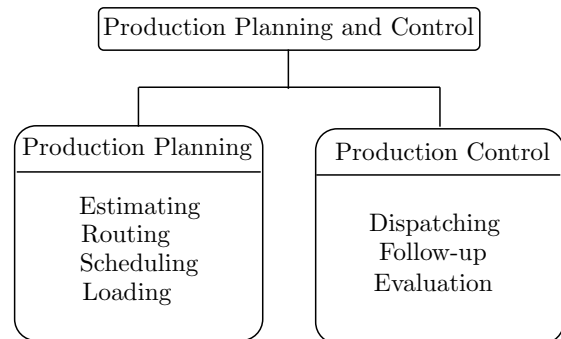 Production Planning and Control
Production Planning
Estimating
Routing
Scheduling
Loading
Production Control
Dispatching
Follow-up
Evaluation